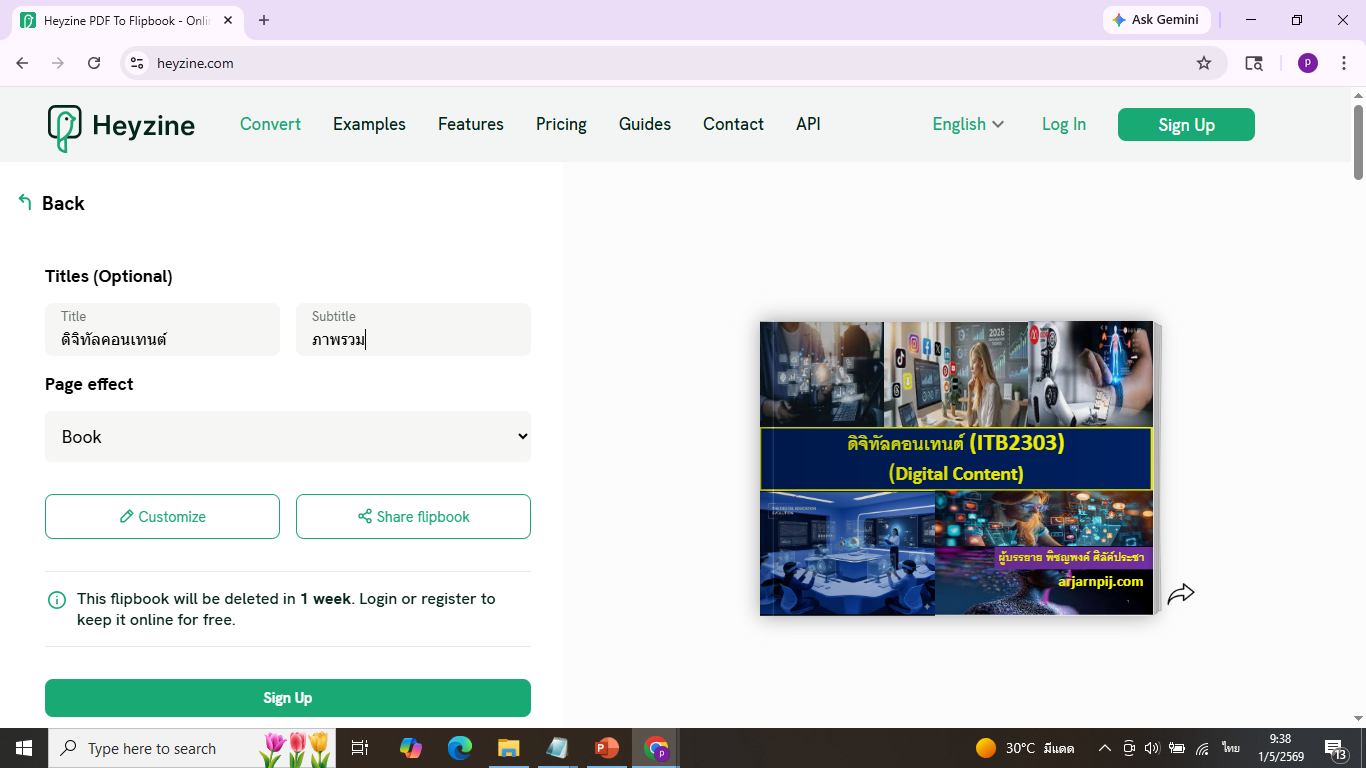 Heyzine PDF To Flipbook - Onlin
Ask Gemini
heyzine.com
P
Heyzine
Convert
Examples
Features
Pricing
Guides
Contact
API
English
Log In
Sign Up
Back
Titles (Optional)
Title
ดิจิทัลคอนเทนต์
Subtitle
ภาพรวม
Page effect
Book
Customize
Share flipbook
This flipbook will be deleted in 1 week. Login or register to
keep it online for free.
Sign Up
2026
ดิจิทัลคอนเทนต์ (ITB2303)
(Digital Content)
ผู้บรรยาย พิชญพงศ์ ศิลัค์ประชา
arjarnpij.com
Type here to search
30°C มีแดด
ไทย
9:38
1/5/2569
13